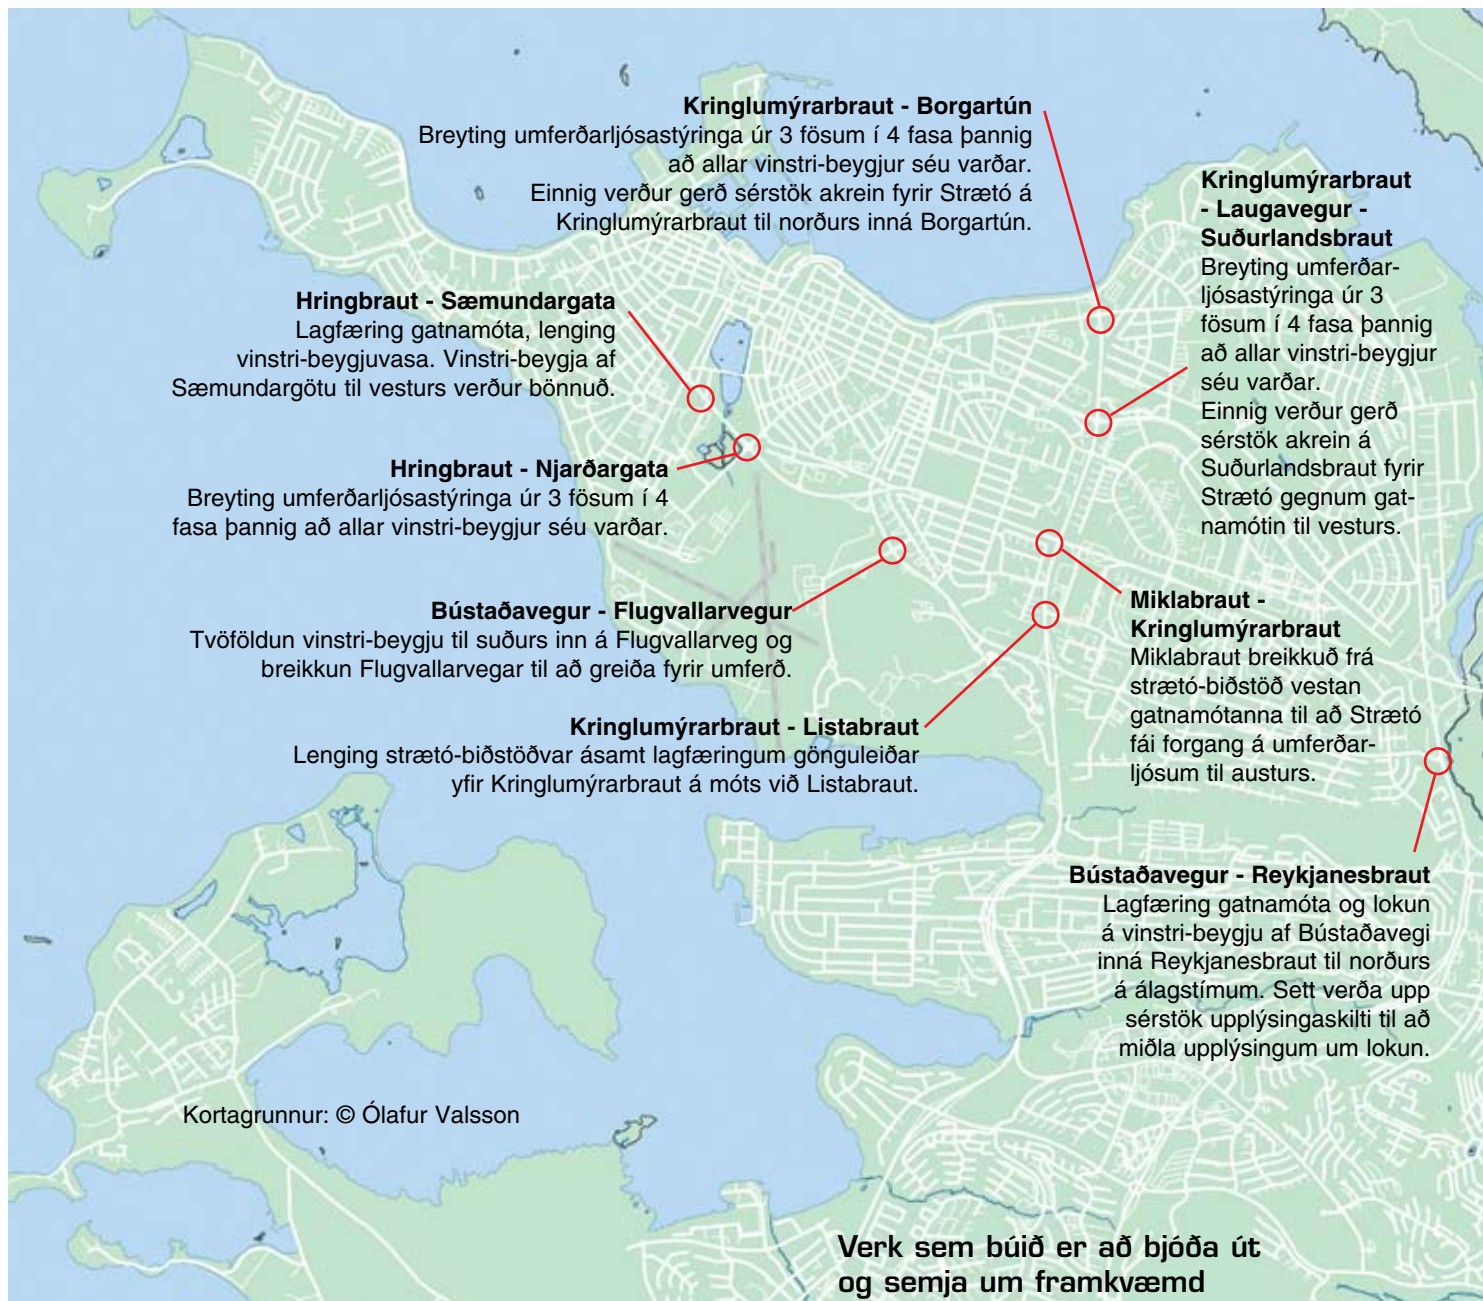 Kringlumýrarbraut - Borgartún
Breyting umferðarljósastýringa úr 3 fösum í 4 fasa þannig
að allar vinstri-beygjur séu varðar.
Einnig verður gerð sérstök akrein fyrir Strætó á
Kringlumýrarbraut til norðurs inná Borgartún.
Kringlumýrarbraut
- Laugavegur -
Suðurlandsbraut
Breyting umferðar-
ljósastýringa úr 3
fösum í 4 fasa þannig
að allar vinstri-beygjur
séu varðar.
Einnig verður gerð
sérstök akrein á
Suðurlandsbraut fyrir
Strætó gegnum gat-
namótin til vesturs.
Hringbraut - Sæmundargata
Lagfæring gatnamóta, lenging
vinstri-beygjuvasa. Vinstri-beygja af
Sæmundargötu til vesturs verður bönnuð.
Hringbraut - Njarðargata
Breyting umferðarljósastýringa úr 3 fösum í 4
fasa þannig að allar vinstri-beygjur séu varðar.
Bústaðavegur - Flugvallarvegur
Tvöföldun vinstri-beygju til suðurs inn á Flugvallarveg og
breikkun Flugvallarvegar til að greiða fyrir umferð.
Kringlumýrarbraut - Listabraut
Lenging strætó-biðstöðvar ásamt lagfæringum gönguleiðar
yfir Kringlumýrarbraut á móts við Listabraut.
Miklabraut -
Kringlumýrarbraut
Miklabraut breikkuð frá
strætó-biðstöð vestan
gatnamótanna til að Strætó
fái forgang á umferðar-
ljósum til austurs.
Bústaðavegur - Reykjanesbraut
Lagfæring gatnamóta og lokun
á vinstri-beygju af Bústaðavegi
inná Reykjanesbraut til norðurs
á álagstímum. Sett verða upp
sérstök upplýsingaskilti til að
miðla upplýsingum um lokun.
Kortagrunnur: © Ólafur Valsson
Verk sem búið er að bjóða út
og semja um framkvæmd